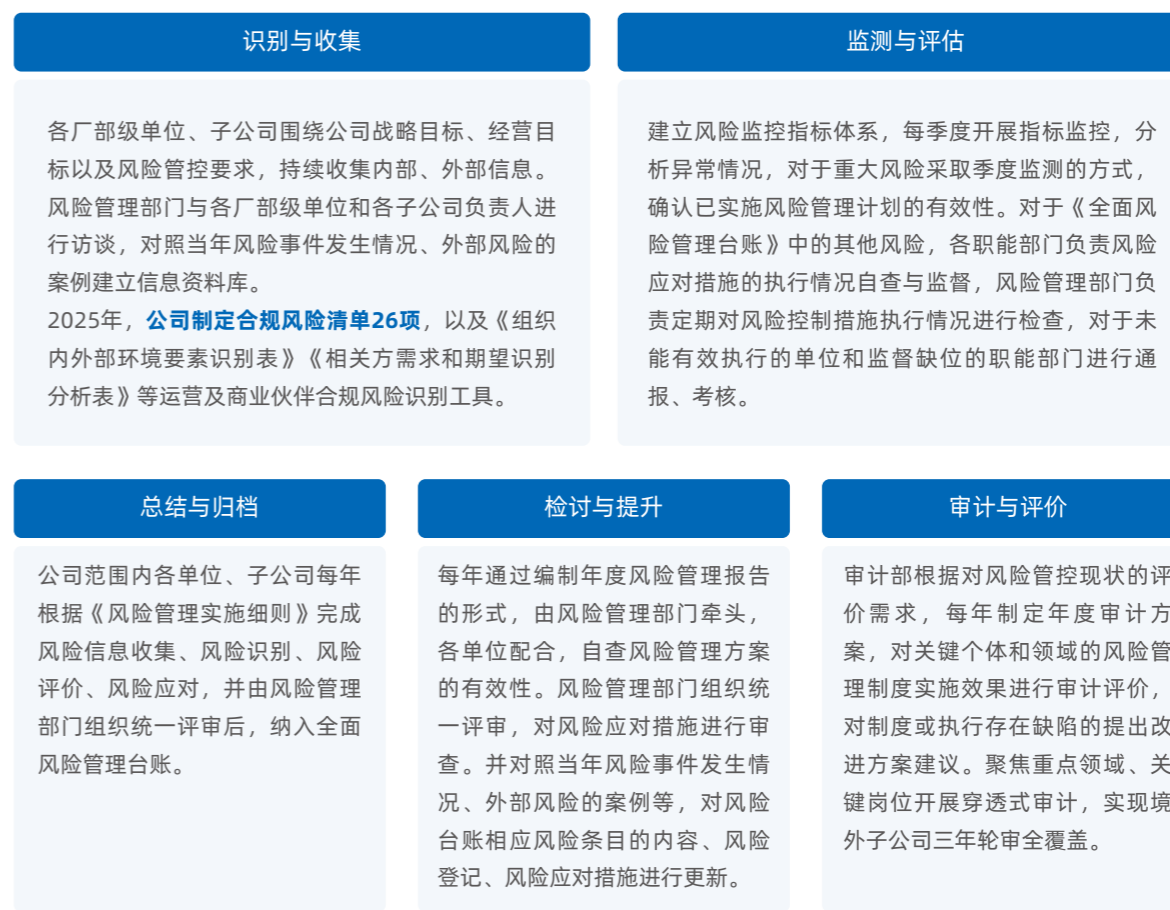 识别与收集
各厂部级单位、子公司围绕公司战略目标、经营目
标以及风险管控要求，持续收集内部、外部信息。
风险管理部门与各厂部级单位和各子公司负责人进
行访谈，对照当年风险事件发生情况、外部风险的
案例建立信息资料库。
2025年，公司制定合规风险清单26项，以及《组织
内外部环境要素识别表》《相关方需求和期望识别
分析表》等运营及商业伙伴合规风险识别工具。
监测与评估
建立风险监控指标体系，每季度开展指标监控，分
析异常情况，对于重大风险采取季度监测的方式，
确认已实施风险管理计划的有效性。对于《全面风
险管理台账》中的其他风险，各职能部门负责风险
应对措施的执行情况自查与监督，风险管理部门负
责定期对风险控制措施执行情况进行检查，对于未
能有效执行的单位和监督缺位的职能部门进行通
报、考核。
总结与归档
公司范围内各单位、子公司每年
根据《风险管理实施细则》完成
风险信息收集、风险识别、风险
评价、风险应对，并由风险管理
部门组织统一评审后，纳入全面
风险管理台账。
检讨与提升
每年通过编制年度风险管理报告
的形式，由风险管理部门牵头，
各单位配合，自查风险管理方案
的有效性。风险管理部门组织统
一评审，对风险应对措施进行审
查。并对照当年风险事件发生情
况、外部风险的案例等，对风险
台账相应风险条目的内容、风险
登记、风险应对措施进行更新。
审计与评价
审计部根据对风险管控现状的评
价需求，每年制定年度审计方
案，对关键个体和领域的风险管
理制度实施效果进行审计评价，
对制度或执行存在缺陷的提出改
进方案建议。聚焦重点领域、关
键岗位开展穿透式审计，实现境
外子公司三年轮审全覆盖。